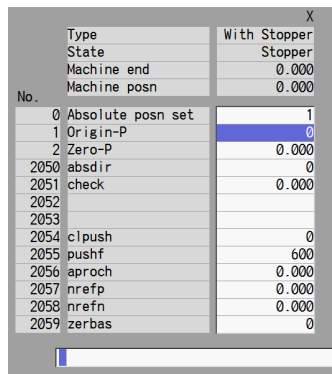 X
Type With Stopper
State Stopper
Machine end 0.000
Machine posn 0.000
No.
0 Absolute posn set 1
1 Origin-P 0
2 Zero-P 0.000
2050 absdir 0
2051 check 0.000
2052
2053
2054 clpush 0
2055 pushf 600
2056 aproch 0.000
2057 nrefp 0.000
2058 nrefn 0.000
2059 zerbas 0